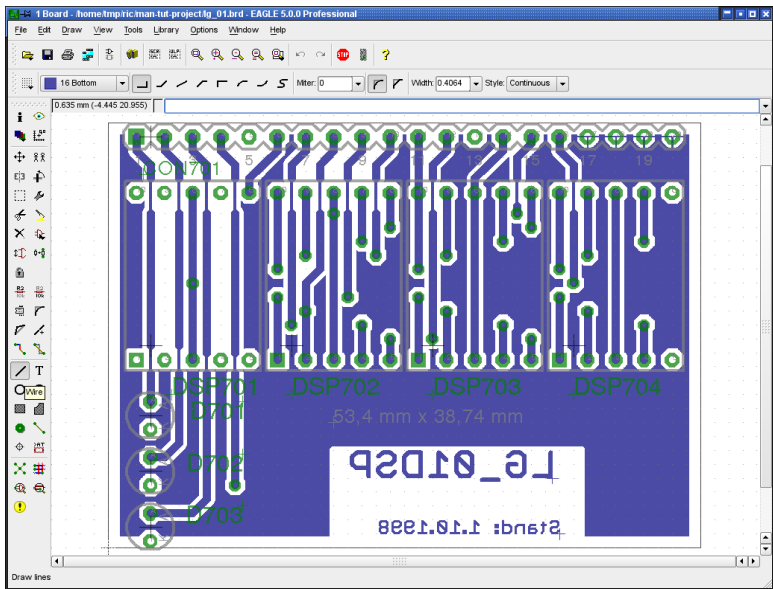 1 Board - /home/tmp/ric/man-tut-project/lg_01.brd - EAGLE 5.0.0 Professional
File Edit Draw View Tools Library Options Window Help
16 Bottom Miter: 0 Width: 0.4064 Style: Continuous
0.635 mm (-4.445 20.955)
CON701
3 5 7 9 11 13 15 17 19
DSP701 DSP702 DSP703 DSP704
D701
53,4 mm x 38,74 mm
Wire
D702
LG_01DSP
D703
Stand: 1.10.1998
Draw lines